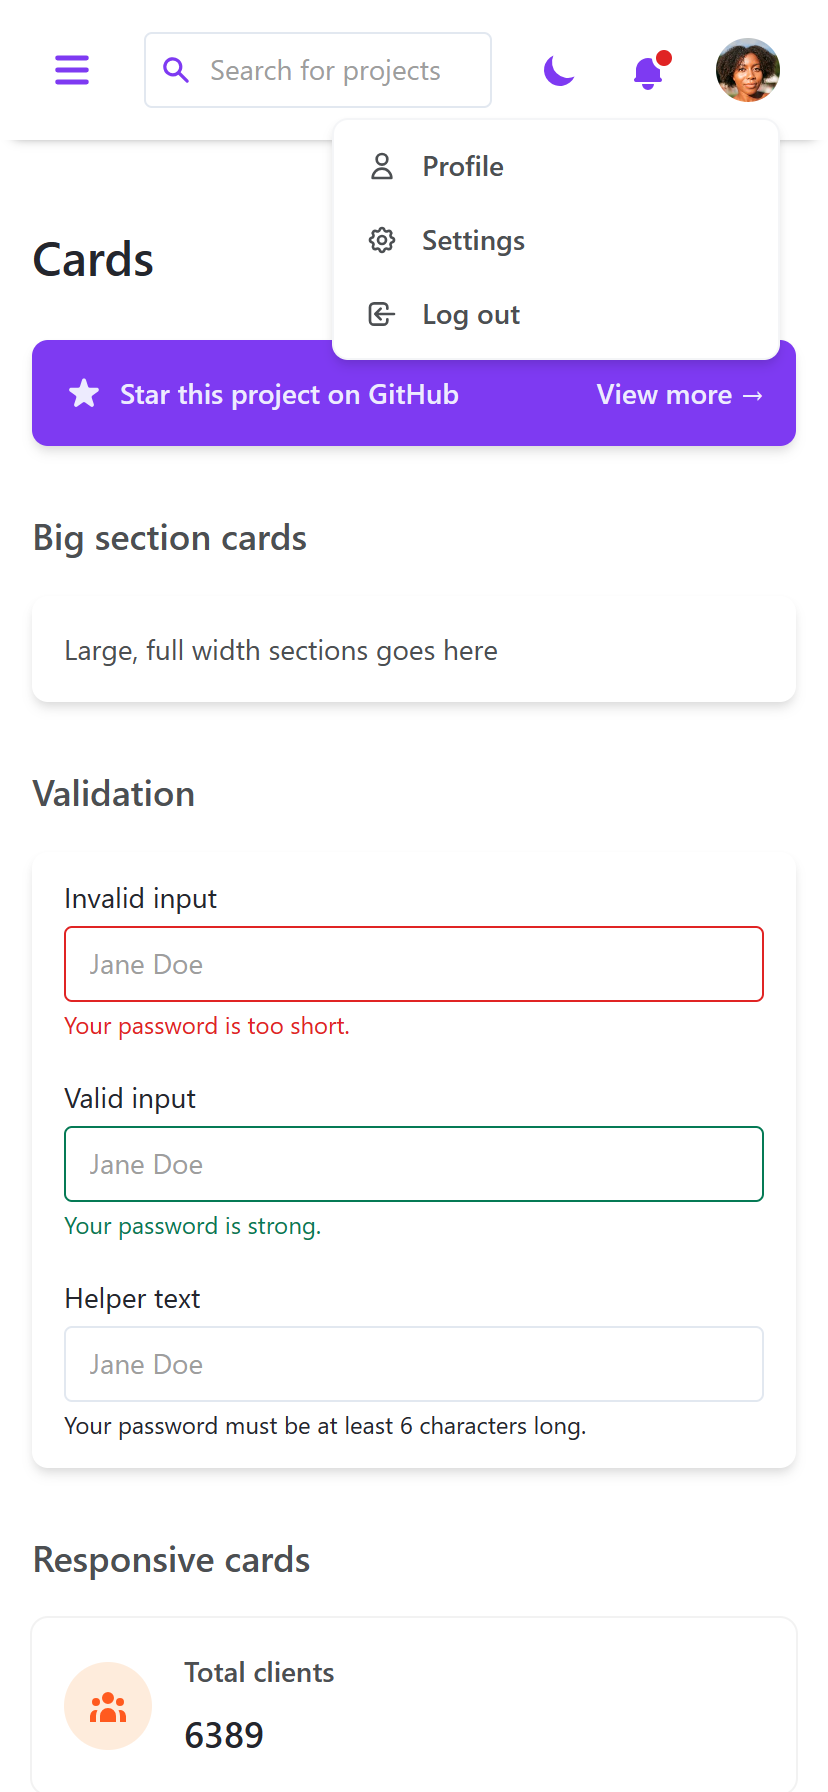 Search for projects
Profile
Settings
Log out
Cards
Star this project on GitHub
View more →
Big section cards
Large, full width sections goes here
Validation
Invalid input
Jane Doe
Your password is too short.
Valid input
Jane Doe
Your password is strong.
Helper text
Jane Doe
Your password must be at least 6 characters long.
Responsive cards
Total clients
6389